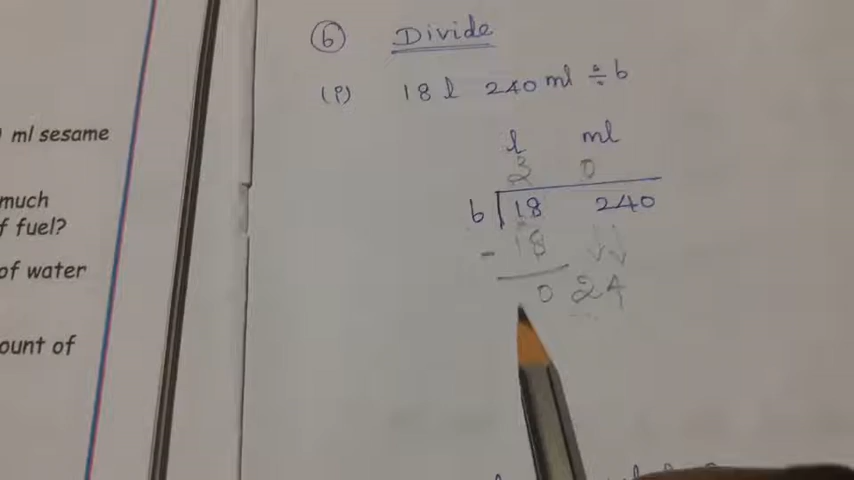 ml sesame
much
f fuel?
of water
ount of
6 Divide
(i) 18 l 240 ml ÷ 6
l ml
3 0
6 18 240
- 18 ↓↓
0 24